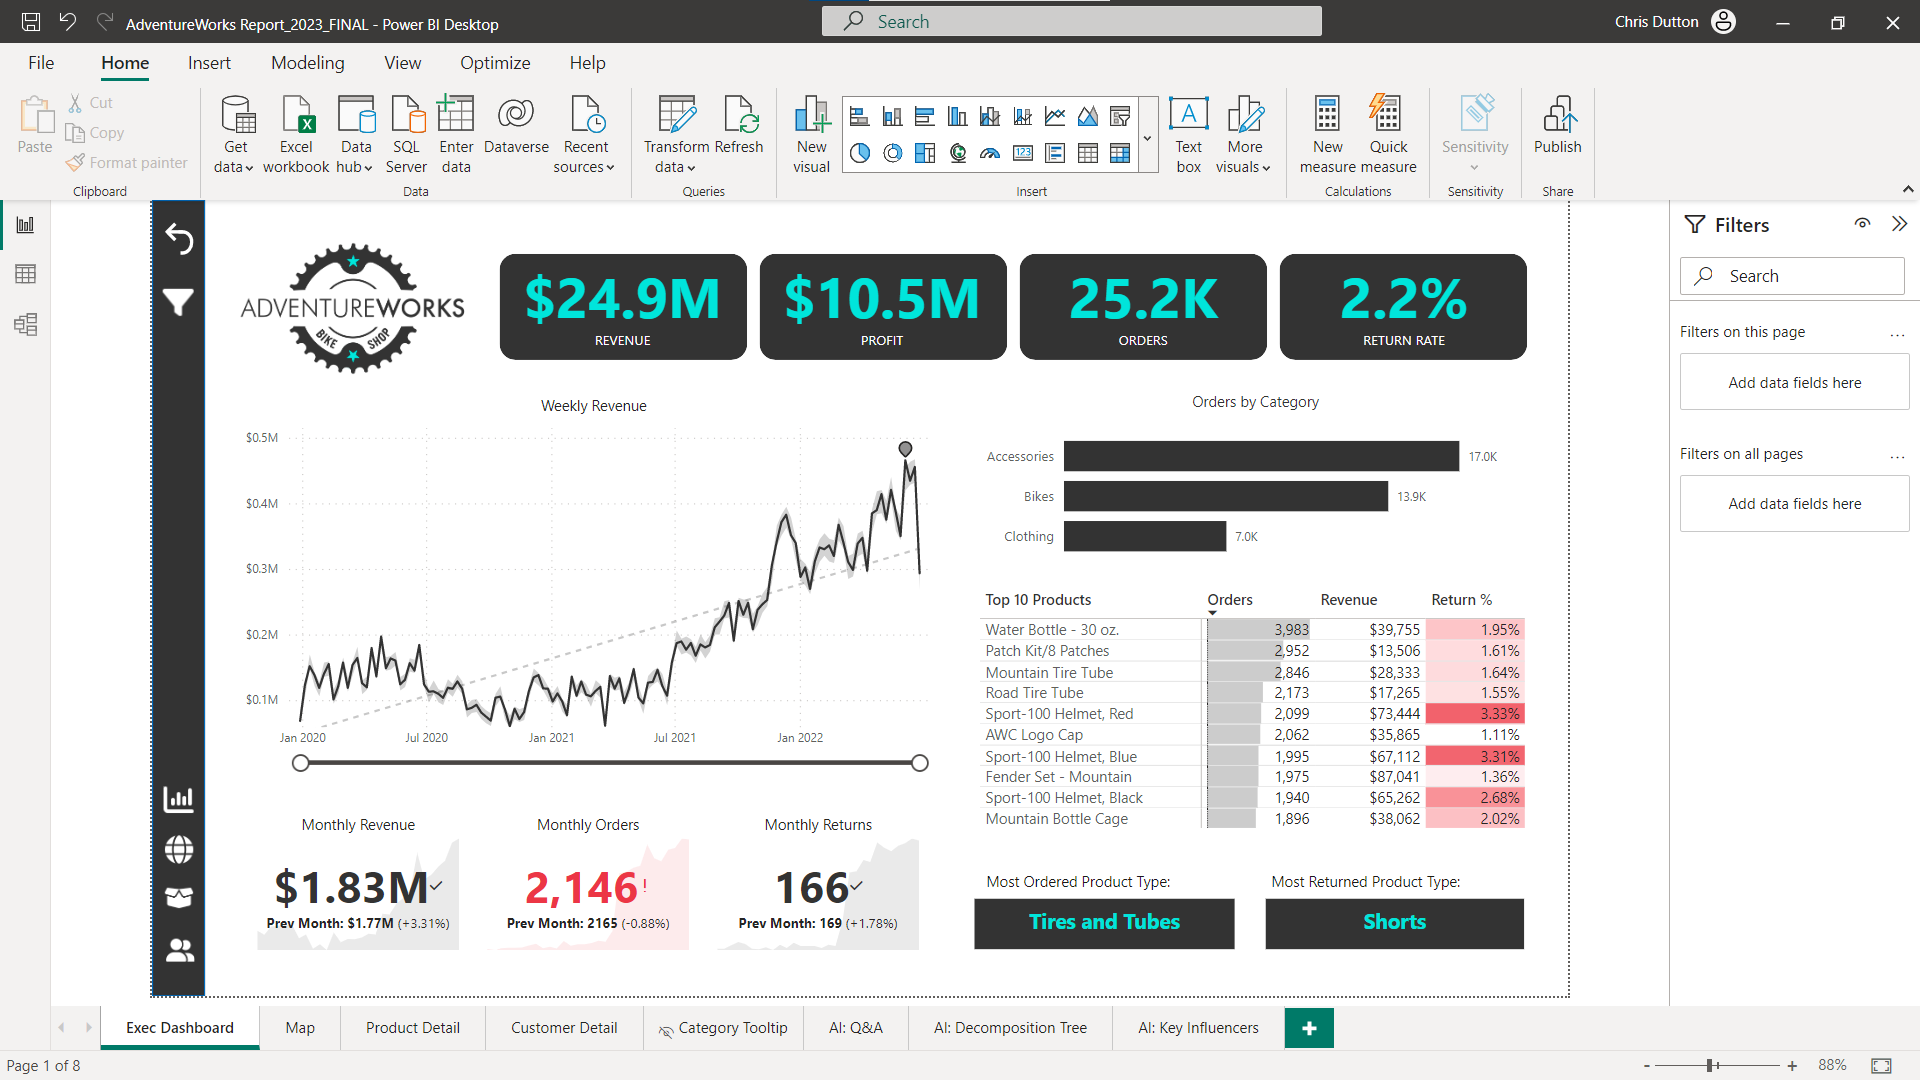 AdventureWorks Report_2023_FINAL - Power BI Desktop
Search
Chris Dutton
File Home Insert Modeling View Optimize Help
Paste
Cut
Copy
Format painter
Clipboard
Get data
Excel workbook
Data hub
SQL Server
Enter data
Dataverse
Recent sources
Data
Transform data
Refresh
Queries
New visual
123
Insert
A
Text box
More visuals
New measure
Quick measure
Calculations
Sensitivity
Sensitivity
Publish
Share
ADVENTUREWORKS
BIKE SHOP
$24.9M
REVENUE
$10.5M
PROFIT
25.2K
ORDERS
2.2%
RETURN RATE
Weekly Revenue
$0.5M
$0.4M
$0.3M
$0.2M
$0.1M
Jan 2020 Jul 2020 Jan 2021 Jul 2021 Jan 2022
Orders by Category
Accessories 17.0K
Bikes 13.9K
Clothing 7.0K
Top 10 Products Orders Revenue Return %
Water Bottle - 30 oz. 3,983 $39,755 1.95%
Patch Kit/8 Patches 2,952 $13,506 1.61%
Mountain Tire Tube 2,846 $28,333 1.64%
Road Tire Tube 2,173 $17,265 1.55%
Sport-100 Helmet, Red 2,099 $73,444 3.33%
AWC Logo Cap 2,062 $35,865 1.11%
Sport-100 Helmet, Blue 1,995 $67,112 3.31%
Fender Set - Mountain 1,975 $87,041 1.36%
Sport-100 Helmet, Black 1,940 $65,262 2.68%
Mountain Bottle Cage 1,896 $38,062 2.02%
Monthly Revenue
$1.83M
Prev Month: $1.77M (+3.31%)
Monthly Orders
2,146!
Prev Month: 2165 (-0.88%)
Monthly Returns
166
Prev Month: 169 (+1.78%)
Most Ordered Product Type:
Tires and Tubes
Most Returned Product Type:
Shorts
Filters
Search
Filters on this page ...
Add data fields here
Filters on all pages ...
Add data fields here
Exec Dashboard Map Product Detail Customer Detail Category Tooltip AI: Q&A AI: Decomposition Tree AI: Key Influencers +
Page 1 of 8
- + 88%